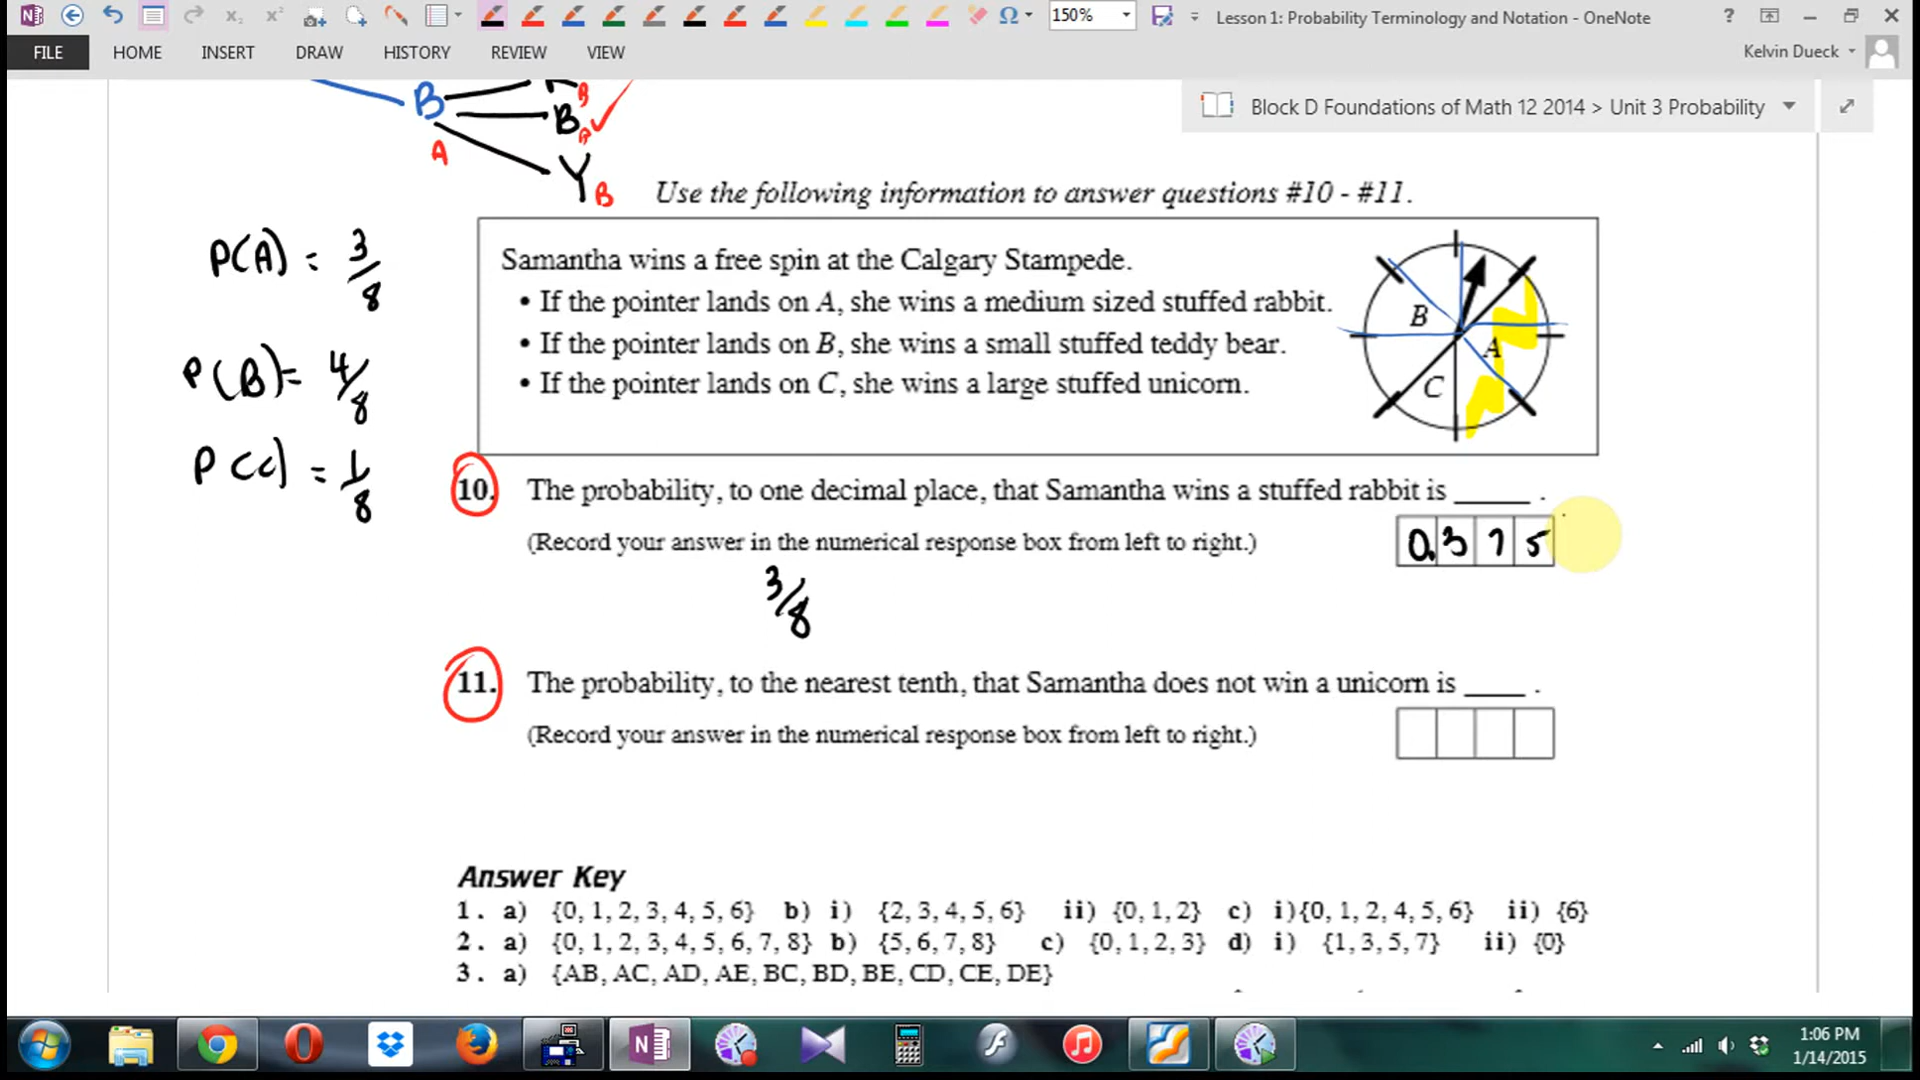 150%
Lesson 1: Probability Terminology and Notation - OneNote
FILE HOME INSERT DRAW HISTORY REVIEW VIEW
Kelvin Dueck
Block D Foundations of Math 12 2014 > Unit 3 Probability
B
B
B
A
Y
B
Use the following information to answer questions #10 - #11.
P(A) = 3/8
P(B) = 4/8
P(C) = 1/8
Samantha wins a free spin at the Calgary Stampede.
• If the pointer lands on A, she wins a medium sized stuffed rabbit.
• If the pointer lands on B, she wins a small stuffed teddy bear.
• If the pointer lands on C, she wins a large stuffed unicorn.
B
A
C
10. The probability, to one decimal place, that Samantha wins a stuffed rabbit is _____ .
(Record your answer in the numerical response box from left to right.)
0.375
3/8
11. The probability, to the nearest tenth, that Samantha does not win a unicorn is ____ .
(Record your answer in the numerical response box from left to right.)
Answer Key
1. a) {0, 1, 2, 3, 4, 5, 6} b) i) {2, 3, 4, 5, 6} ii) {0, 1, 2} c) i){0, 1, 2, 4, 5, 6} ii) {6}
2. a) {0, 1, 2, 3, 4, 5, 6, 7, 8} b) {5, 6, 7, 8} c) {0, 1, 2, 3} d) i) {1, 3, 5, 7} ii) {0}
3. a) {AB, AC, AD, AE, BC, BD, BE, CD, CE, DE}
1:06 PM
1/14/2015